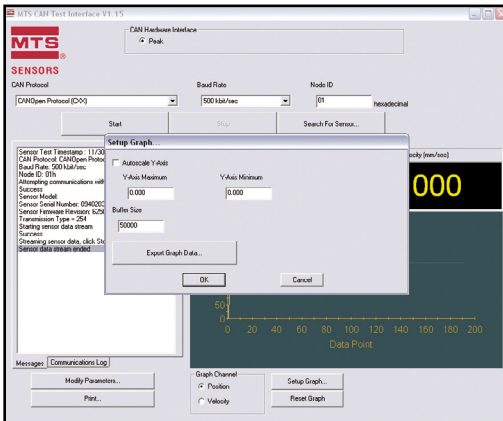 MTS CAN Test Interface V1.15
CAN Hardware Interface
Peak
MTS
®
SENSORS
CAN Protocol
Baud Rate
Node ID
CANOpen Protocol (CXX)
500 kbit/sec
01
hexadecimal
Start
Stop
Search For Sensor...
Setup Graph...
Sensor Test Timestamp: 11/30
CAN Protocol: CANOpen Protoc
Baud Rate: 500 kbit/sec
Node ID: 01h
Attempting communications with
Success
Sensor Model:
Sensor Serial Number: 0940203
Sensor Firmware Revision: 6250
Transmission Type = 254
Starting sensor data stream
Success
Streaming sensor data, click Sto
Sensor data stream ended
Autoscale Y-Axis
Y-Axis Maximum
Y-Axis Minimum
0.000
0.000
Buffer Size
50000
Export Graph Data...
OK
Cancel
ocity (mm/sec)
000
50
0
0 20 40 60 80 100 120 140 160 180 200
Data Point
Messages
Communications Log
Modify Parameters...
Print...
Graph Channel
Position
Velocity
Setup Graph...
Reset Graph